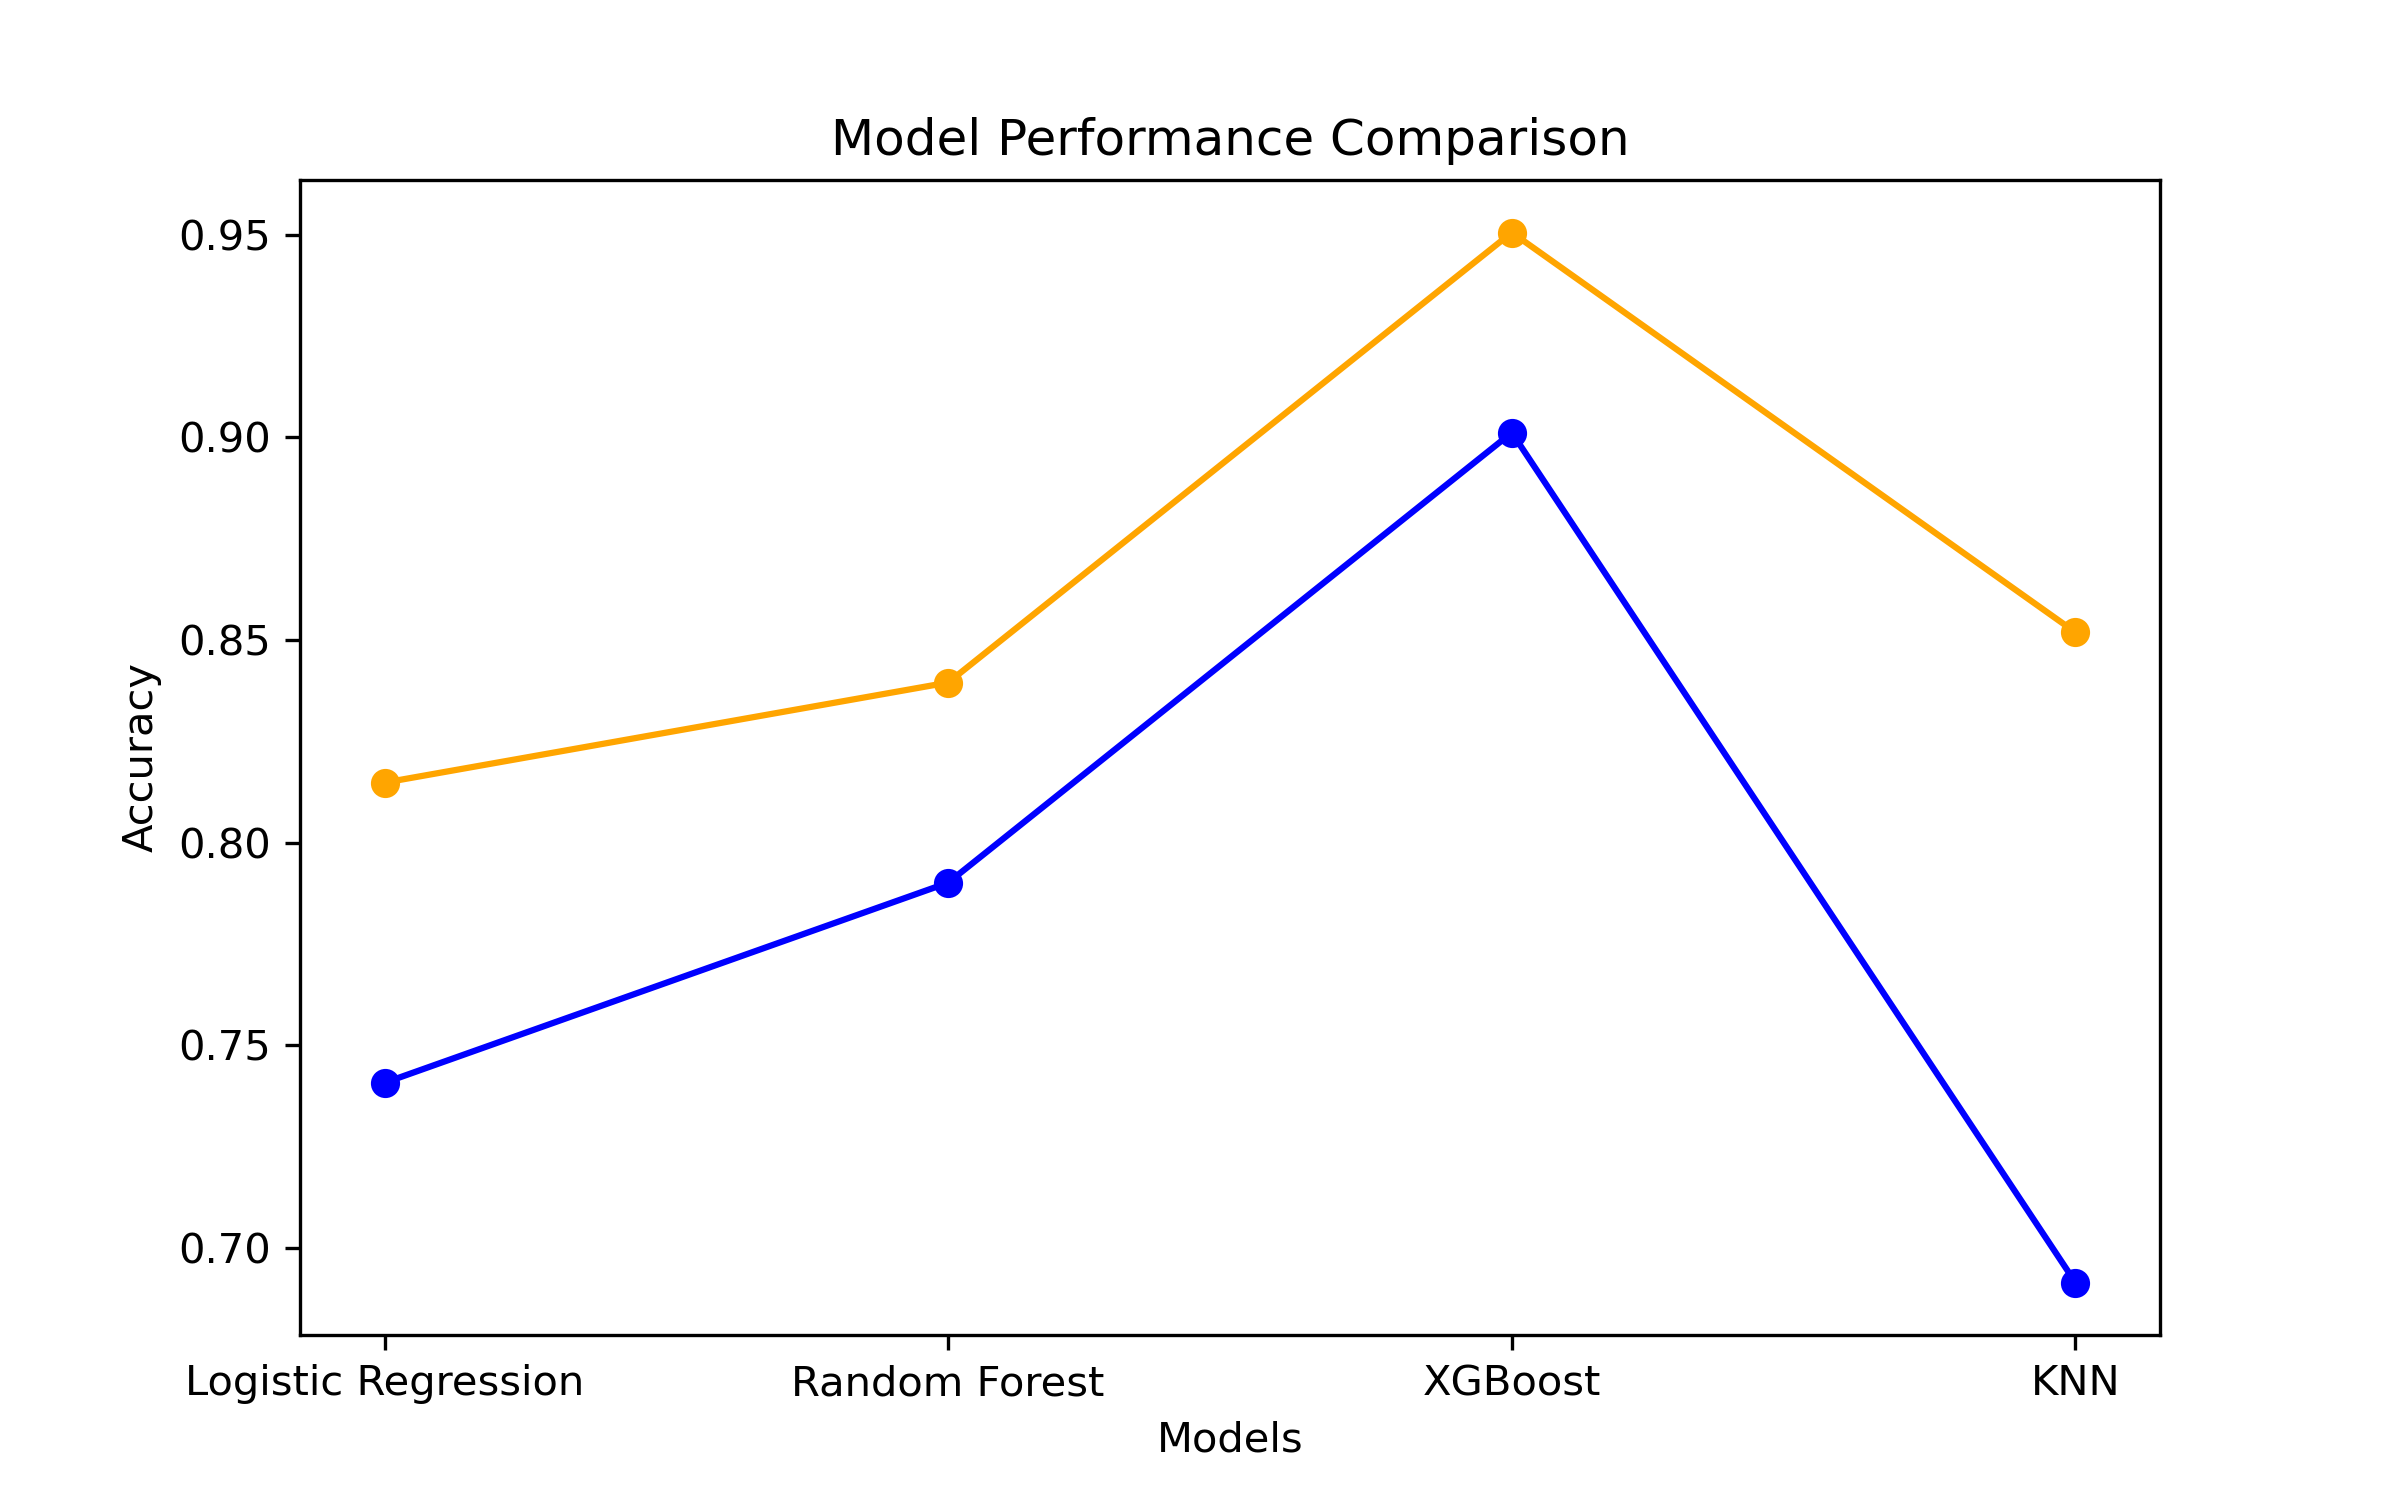 Model Performance Comparison
0.95
0.90
0.85
0.80
0.75
0.70
Accuracy
Logistic Regression
Random Forest
XGBoost
KNN
Models